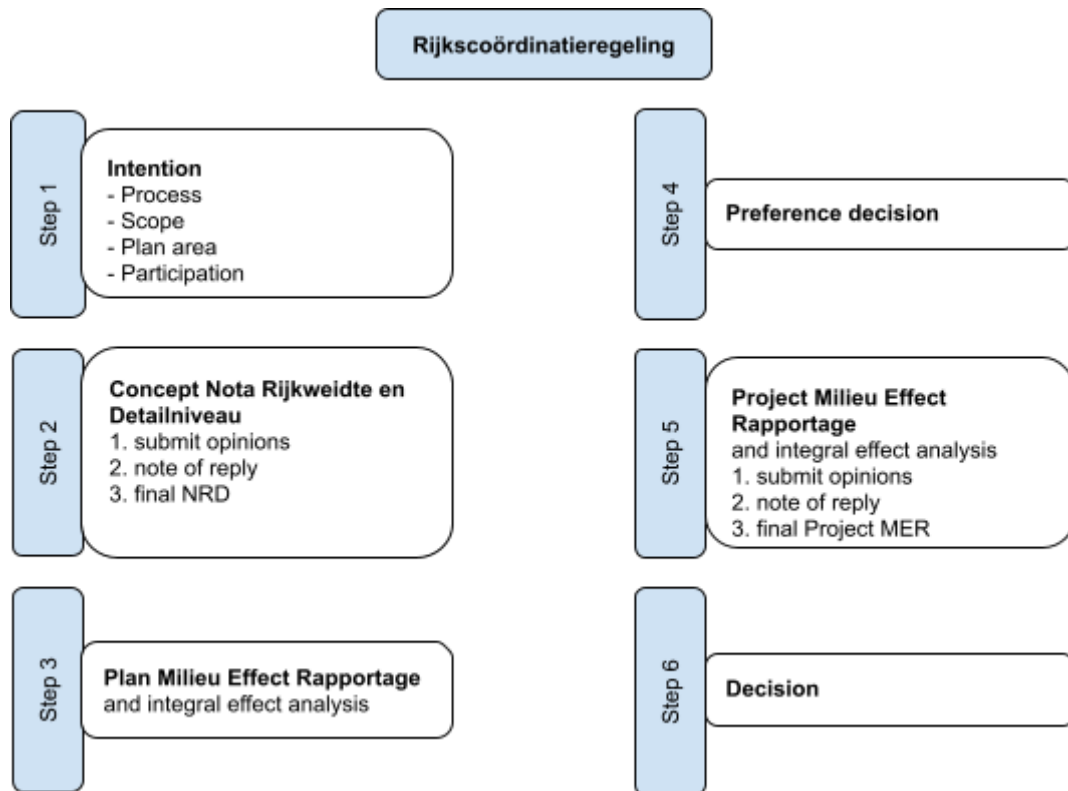 Rijkscoördinatieregeling
Step 1
Intention
- Process
- Scope
- Plan area
- Participation
Step 2
Concept Nota Rijkweidte en
Detailniveau
1. submit opinions
2. note of reply
3. final NRD
Step 3
Plan Milieu Effect Rapportage
and integral effect analysis
Step 4
Preference decision
Step 5
Project Milieu Effect
Rapportage
and integral effect analysis
1. submit opinions
2. note of reply
3. final Project MER
Step 6
Decision